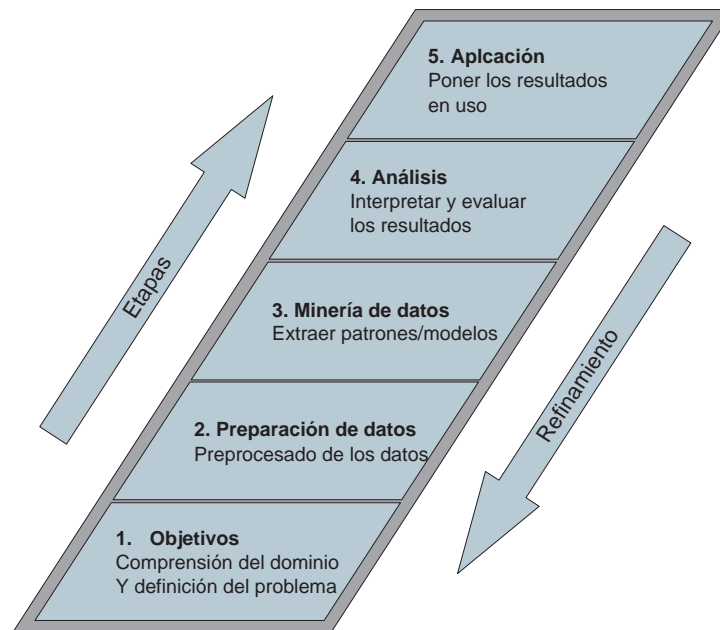 5. Aplcación
Poner los resultados
en uso
4. Análisis
Interpretar y evaluar
los resultados
Etapas
3. Minería de datos
Extraer patrones/modelos
Refinamiento
2. Preparación de datos
Preprocesado de los datos
1. Objetivos
Comprensión del dominio
Y definición del problema